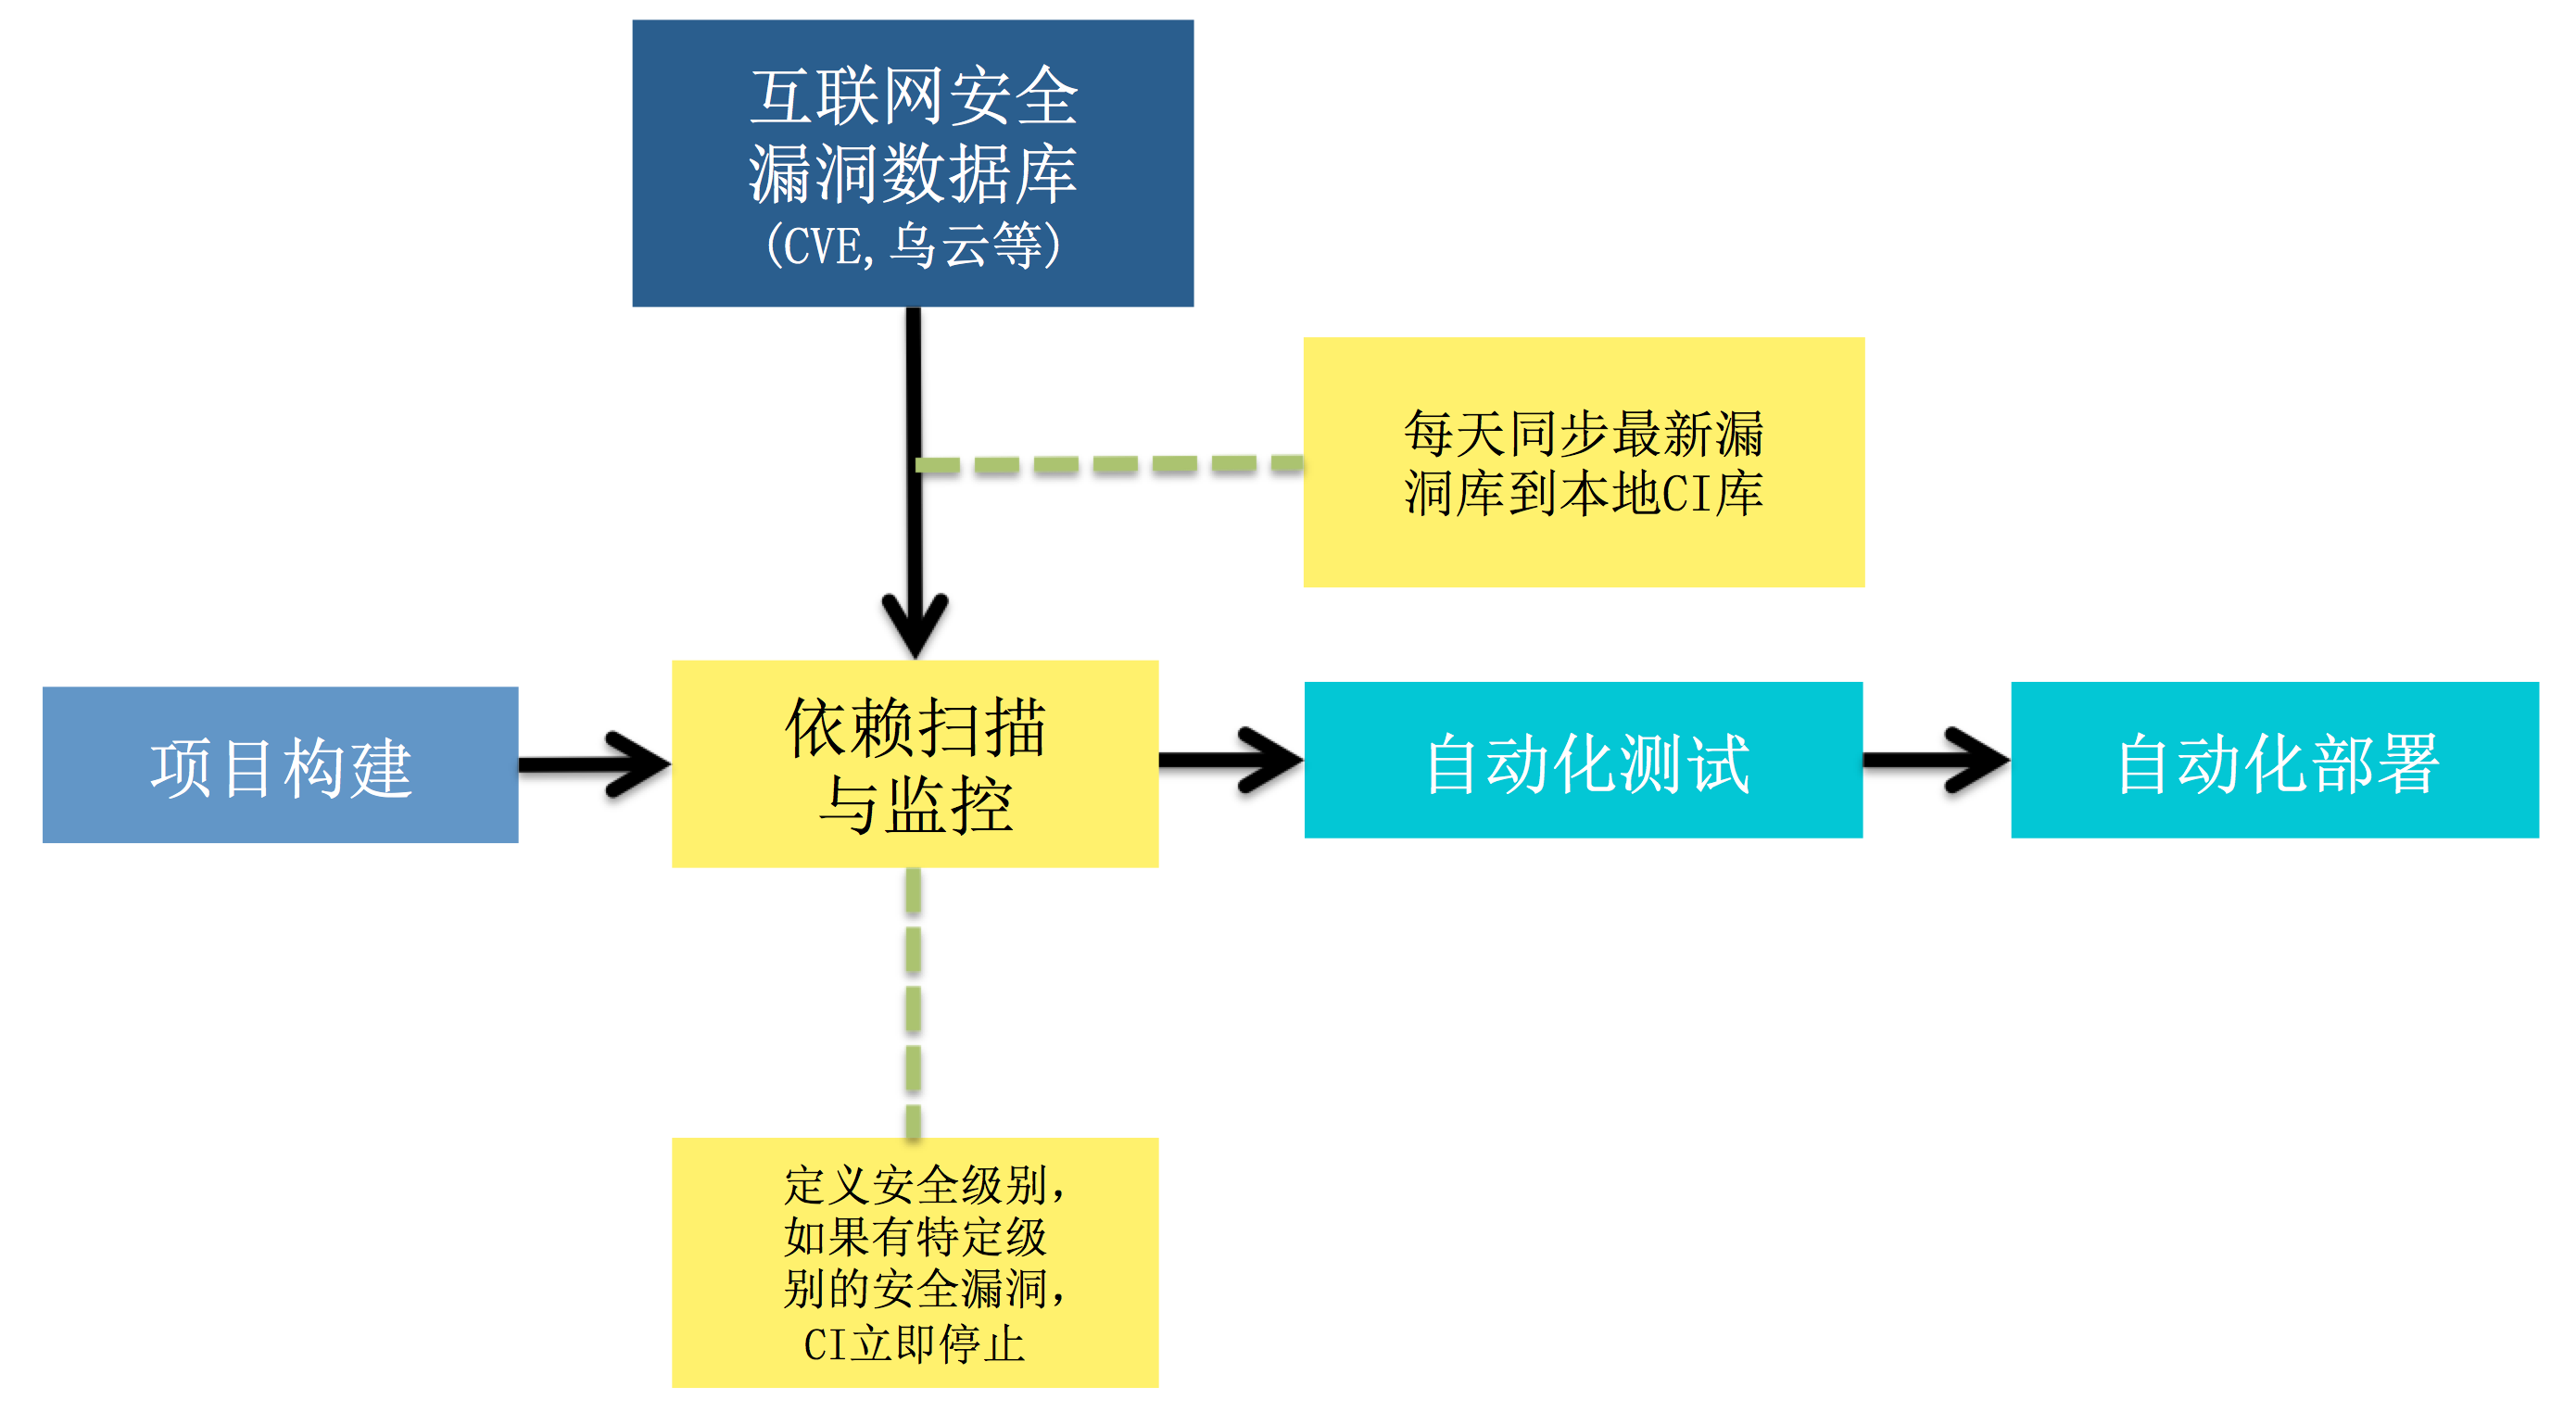 互联网安全
漏洞数据库
(CVE,乌云等)
每天同步最新漏
洞库到本地CI库
项目构建
依赖扫描
与监控
自动化测试
自动化部署
定义安全级别，
如果有特定级
别的安全漏洞，
CI立即停止